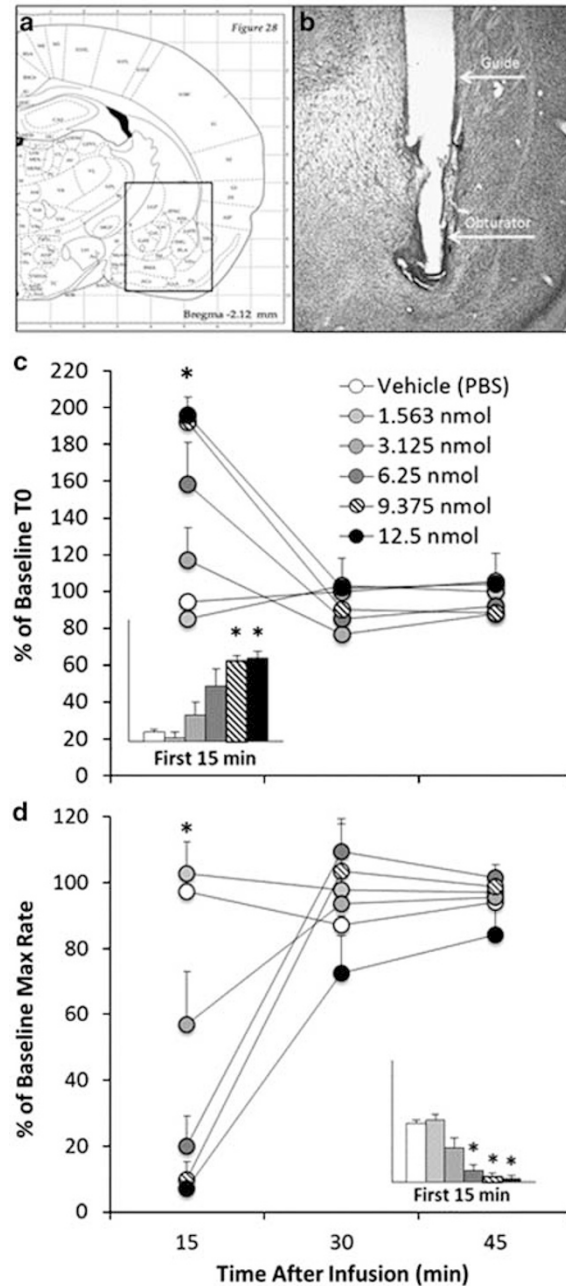 a
Figure 28
Bregma -2.12 mm
b
Guide
Obturator
c
% of Baseline T0
220
200
180
160
140
120
100
80
60
40
20
0
*
Vehicle (PBS)
1.563 nmol
3.125 nmol
6.25 nmol
9.375 nmol
12.5 nmol
* *
First 15 min
d
% of Baseline Max Rate
120
100
80
60
40
20
0
*
* * *
First 15 min
15 30 45
Time After Infusion (min)